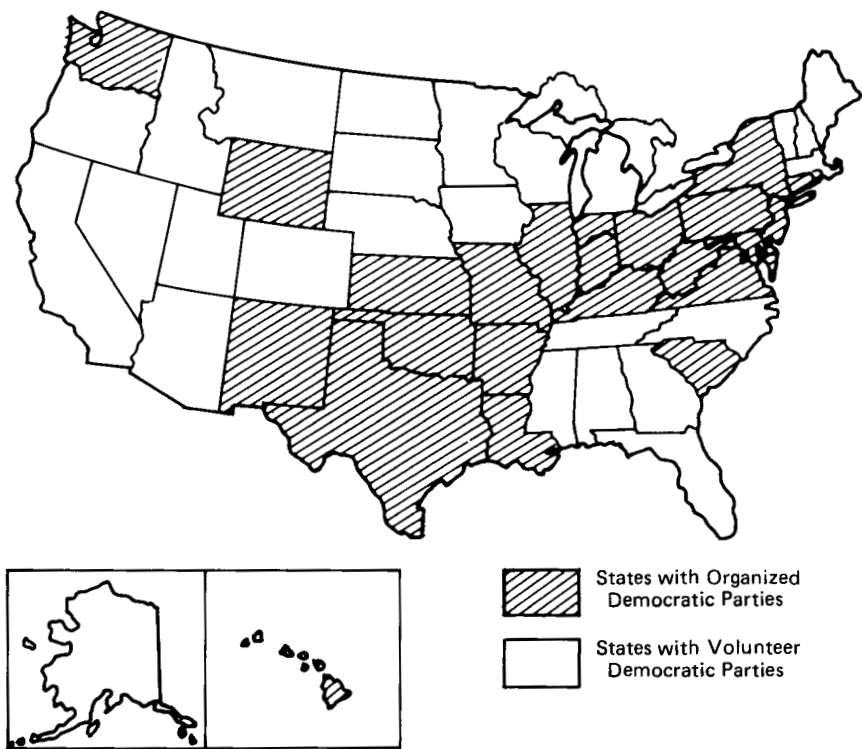 States with Organized
Democratic Parties
States with Volunteer
Democratic Parties